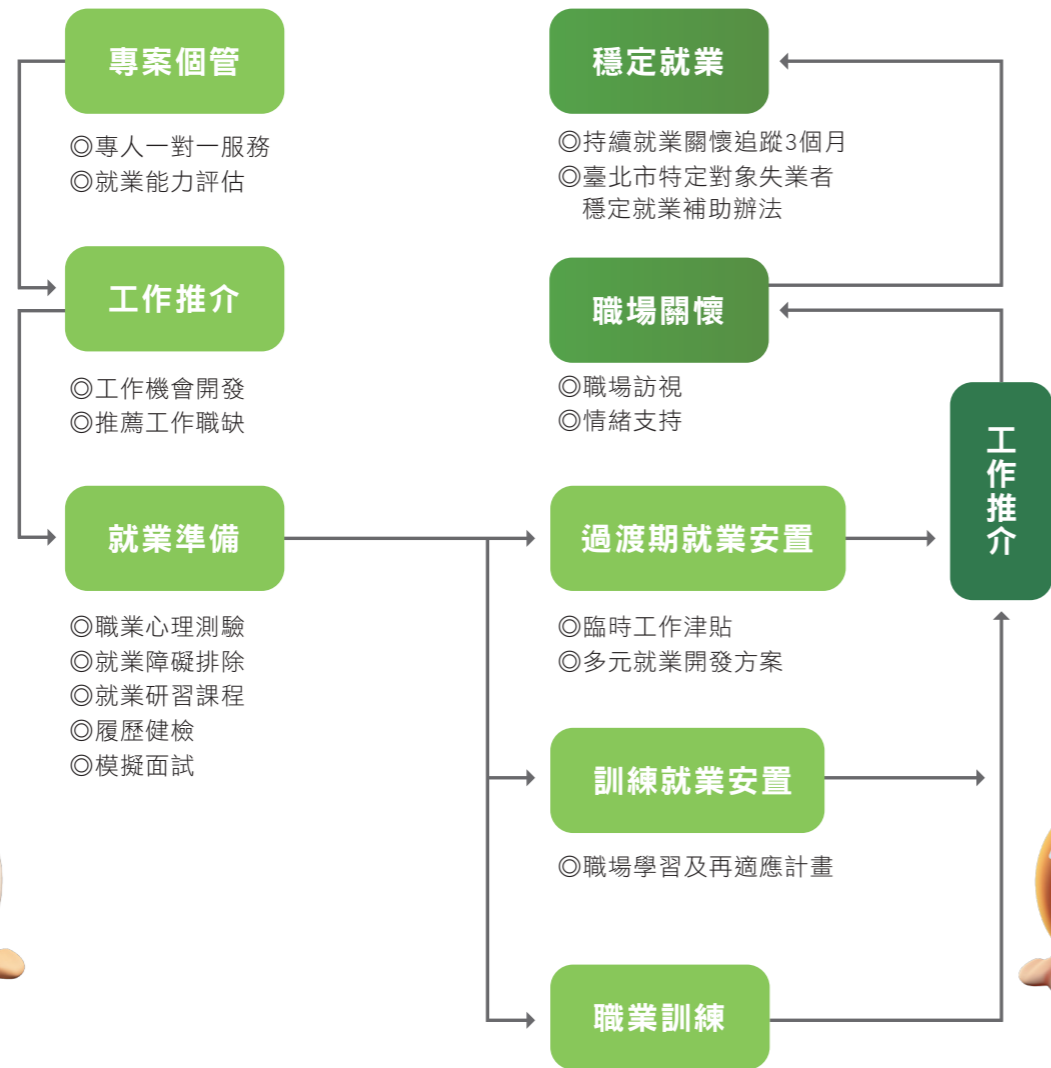 專案個管
◎專人一對一服務
◎就業能力評估
工作推介
◎工作機會開發
◎推薦工作職缺
就業準備
◎職業心理測驗
◎就業障礙排除
◎就業研習課程
◎履歷健檢
◎模擬面試
過渡期就業安置
◎臨時工作津貼
◎多元就業開發方案
訓練就業安置
◎職場學習及再適應計畫
職業訓練
工作推介
職場關懷
◎職場訪視
◎情緒支持
穩定就業
◎持續就業關懷追蹤3個月
◎臺北市特定對象失業者
穩定就業補助辦法